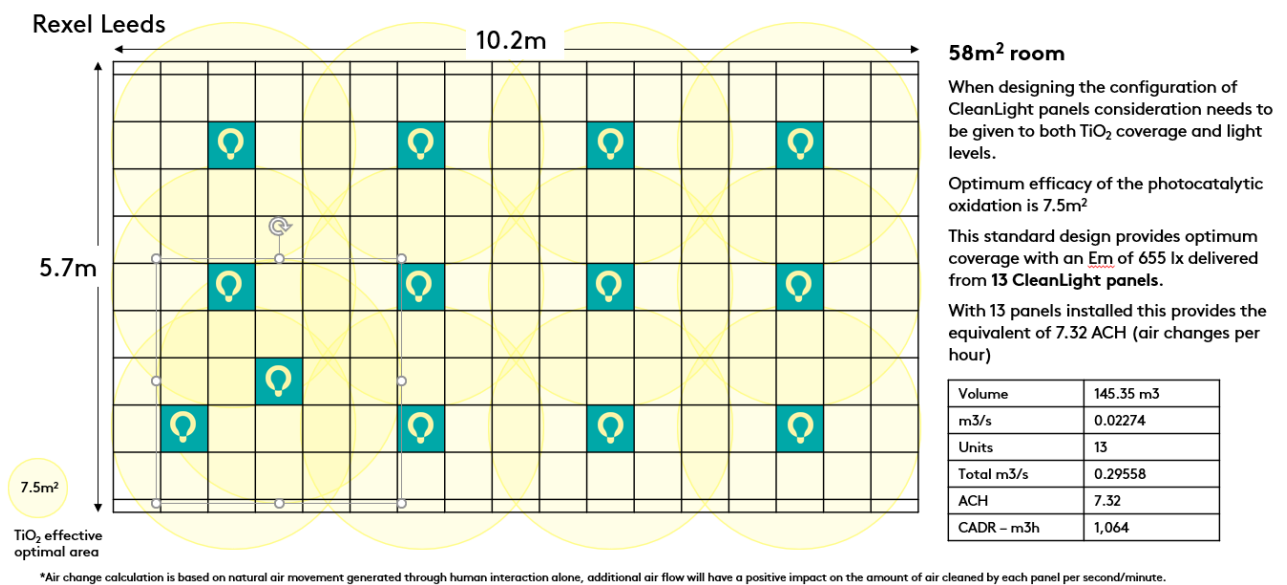 Rexel Leeds
10.2m
5.7m
7.5m²
TiO₂ effective
optimal area
58m² room
When designing the configuration of
CleanLight panels consideration needs to
be given to both TiO₂ coverage and light
levels.
Optimum efficacy of the photocatalytic
oxidation is 7.5m²
This standard design provides optimum
coverage with an Em of 655 lx delivered
from 13 CleanLight panels.
With 13 panels installed this provides the
equivalent of 7.32 ACH (air changes per
hour)
Volume 145.35 m3
m3/s 0.02274
Units 13
Total m3/s 0.29558
ACH 7.32
CADR – m3h 1,064
*Air change calculation is based on natural air movement generated through human interaction alone, additional air flow will have a positive impact on the amount of air cleaned by each panel per second/minute.